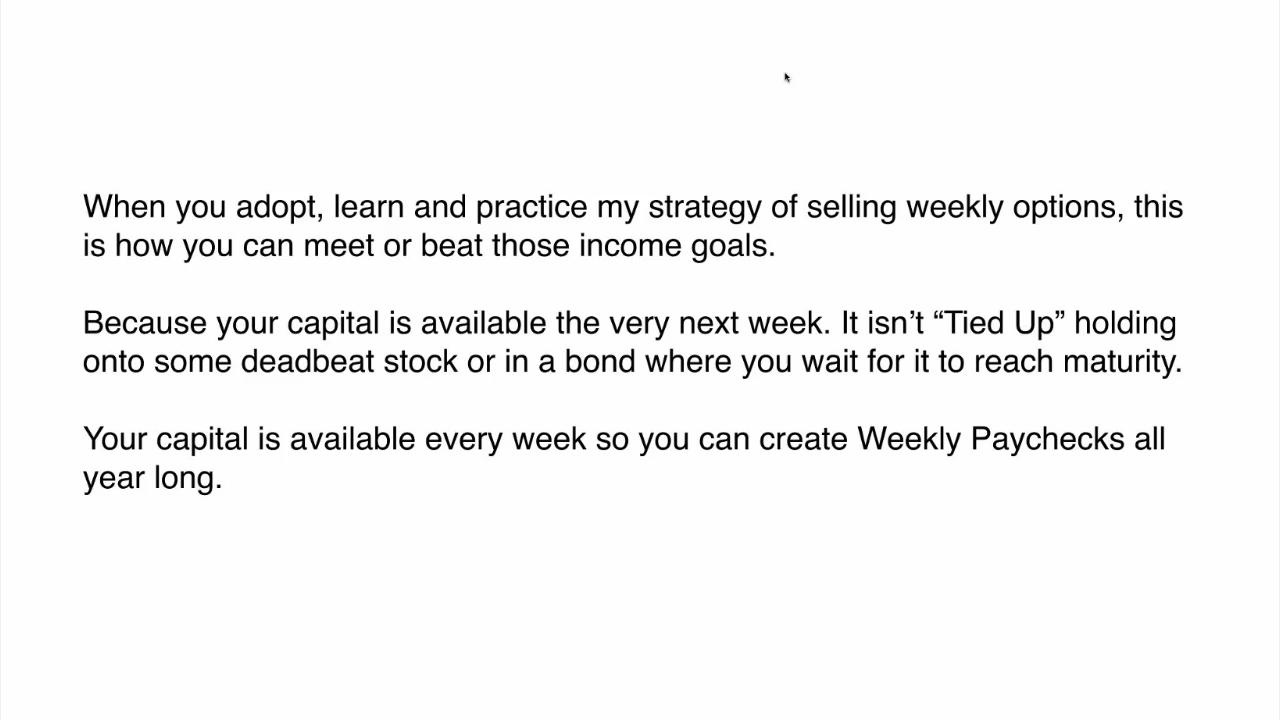 When you adopt, learn and practice my strategy of selling weekly options, this
is how you can meet or beat those income goals.
Because your capital is available the very next week. It isn’t “Tied Up” holding
onto some deadbeat stock or in a bond where you wait for it to reach maturity.
Your capital is available every week so you can create Weekly Paychecks all
year long.